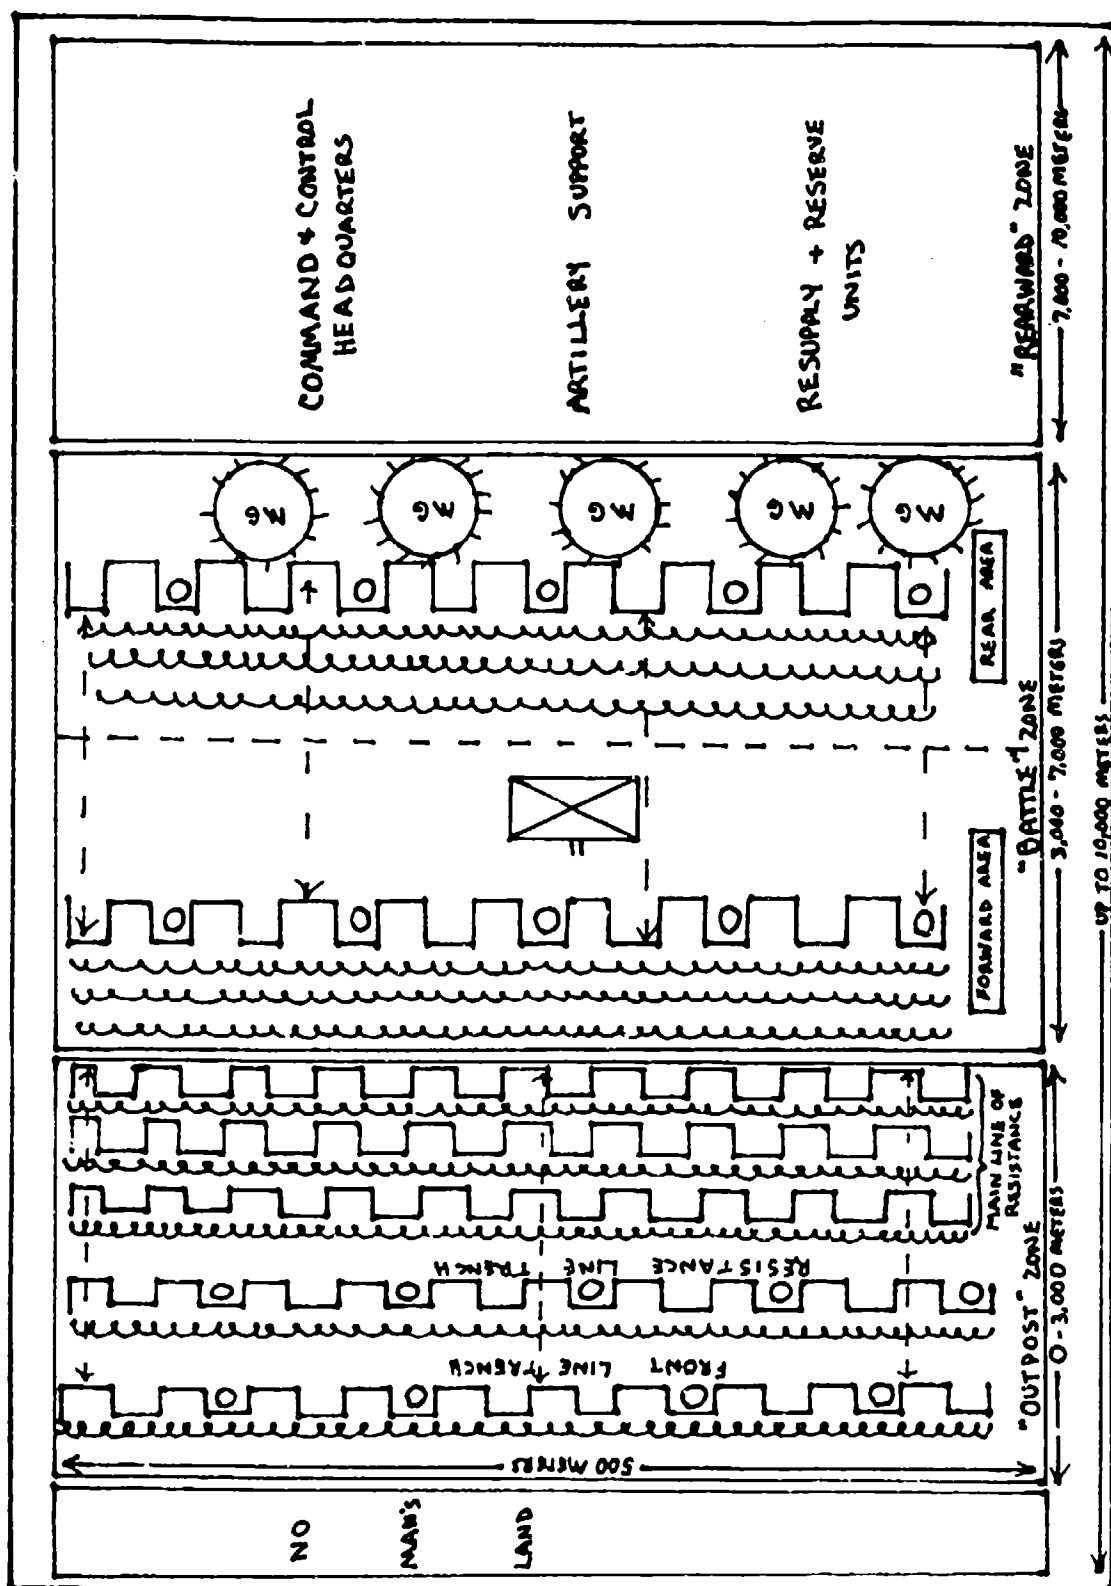 NO
MAN'S
LAND
500 METERS
FRONT LINE TRENCH
RESISTANCE LINE TRENCH
MAIN LINE OF
RESISTANCE
"OUTPOST" ZONE
0-3,000 METERS
FORWARD AREA
REAR AREA
MG
MG
MG
MG
MG
"BATTLE" ZONE
3,000 - 7,000 METERS
COMMAND & CONTROL
HEADQUARTERS
ARTILLERY SUPPORT
RESUPPLY + RESERVE
UNITS
"REARWARD" ZONE
7,000 - 10,000 METERS
UP TO 10,000 METERS